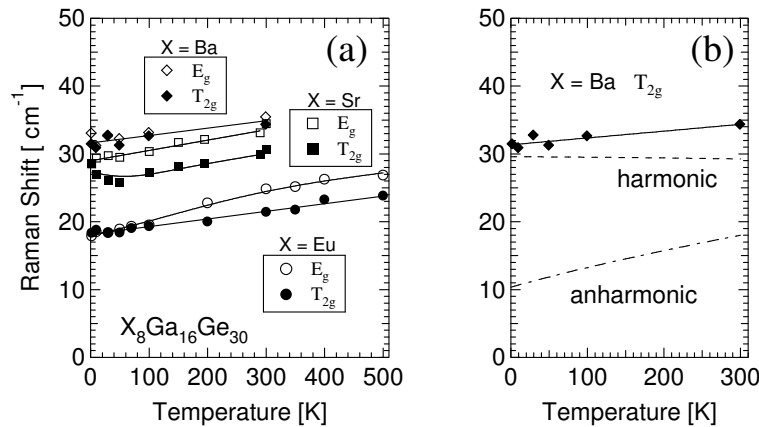 (a)
X = Ba
E_g
T_2g
X = Sr
E_g
T_2g
X = Eu
E_g
T_2g
X_8Ga_16Ge_30
Raman Shift [ cm^-1]
50
40
30
20
10
0
0 100 200 300 400 500
Temperature [K]
(b)
X = Ba T_2g
harmonic
anharmonic
50
40
30
20
10
0
0 100 200 300
Temperature [K]